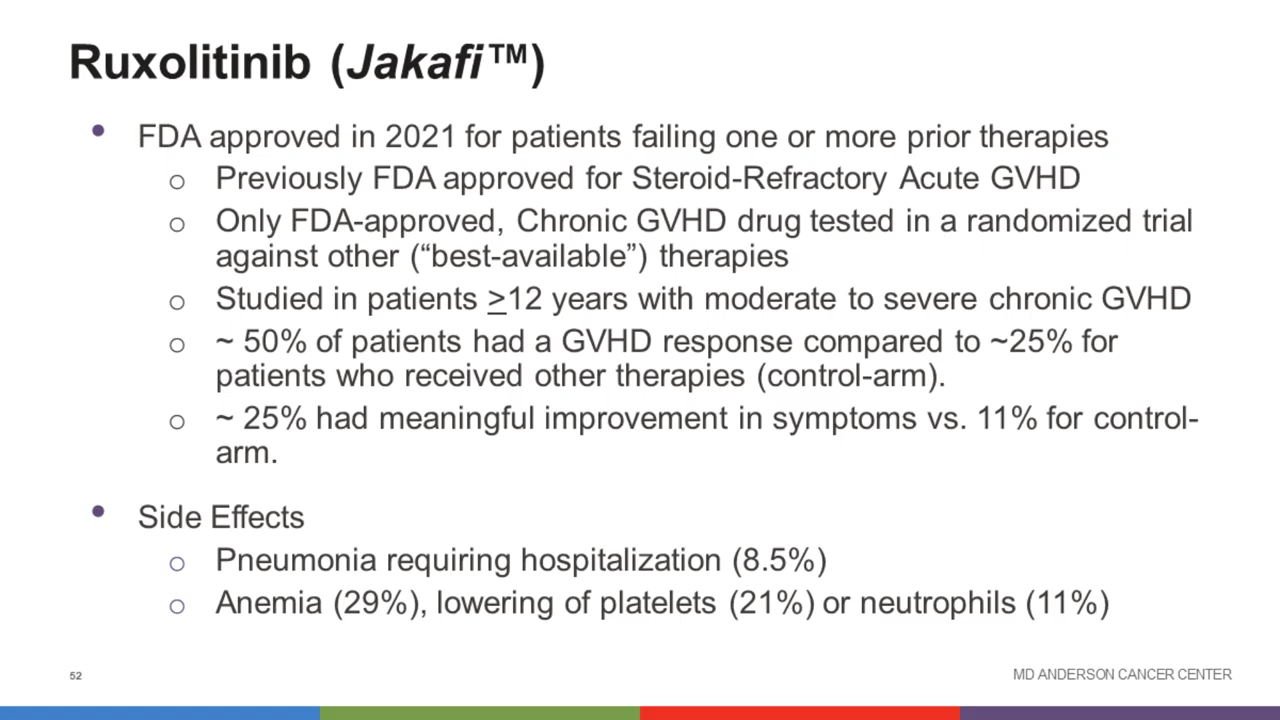 Ruxolitinib (Jakafi™)
• FDA approved in 2021 for patients failing one or more prior therapies
o Previously FDA approved for Steroid-Refractory Acute GVHD
o Only FDA-approved, Chronic GVHD drug tested in a randomized trial
against other (“best-available”) therapies
o Studied in patients >12 years with moderate to severe chronic GVHD
o ~ 50% of patients had a GVHD response compared to ~25% for
patients who received other therapies (control-arm).
o ~ 25% had meaningful improvement in symptoms vs. 11% for control-
arm.
• Side Effects
o Pneumonia requiring hospitalization (8.5%)
o Anemia (29%), lowering of platelets (21%) or neutrophils (11%)
52
MD ANDERSON CANCER CENTER